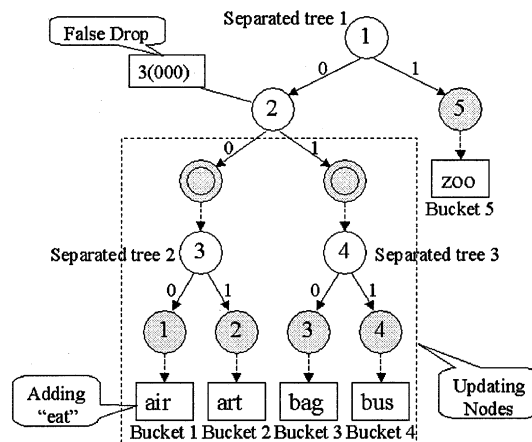 Separated tree 1
False Drop
1
3(000)
0
1
2
5
0
1
zoo
Bucket 5
Separated tree 2
3
4
Separated tree 3
0
1
0
1
1
2
3
4
Adding "eat"
air
art
bag
bus
Updating Nodes
Bucket 1
Bucket 2
Bucket 3
Bucket 4